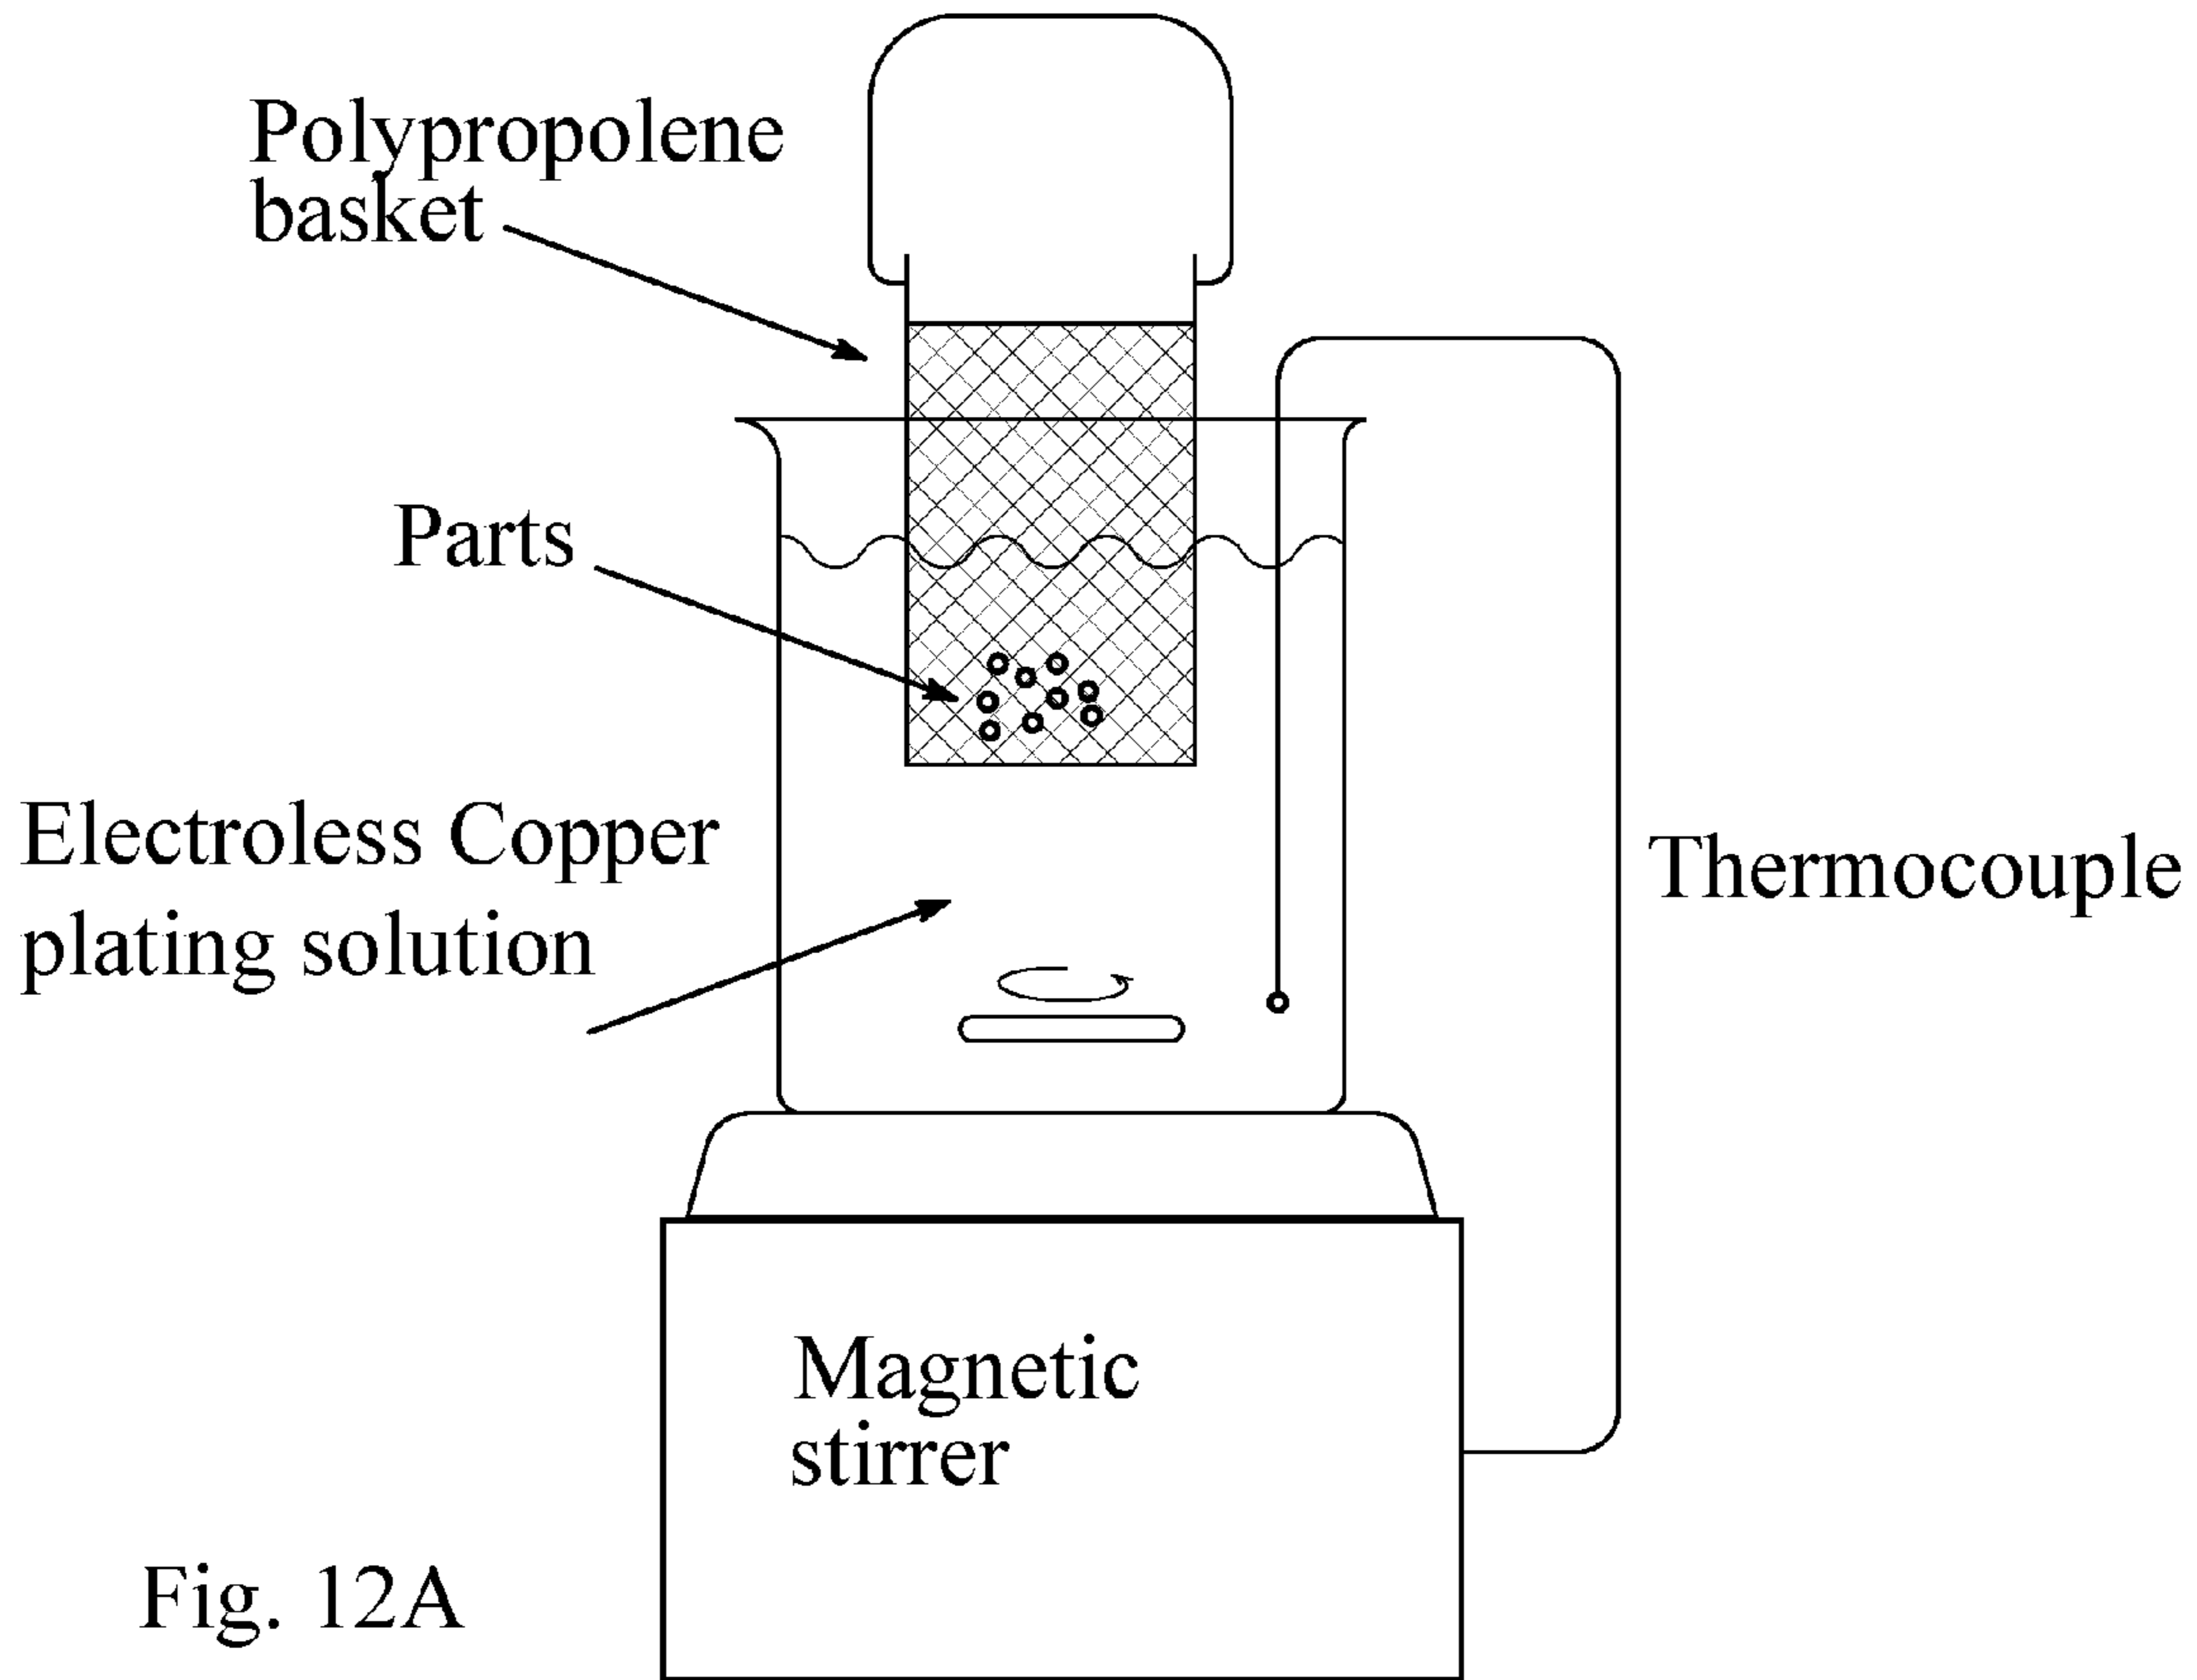 Polypropolene
basket
Parts
Electroless Copper
plating solution
Thermocouple
Magnetic
stirrer
Fig. 12A